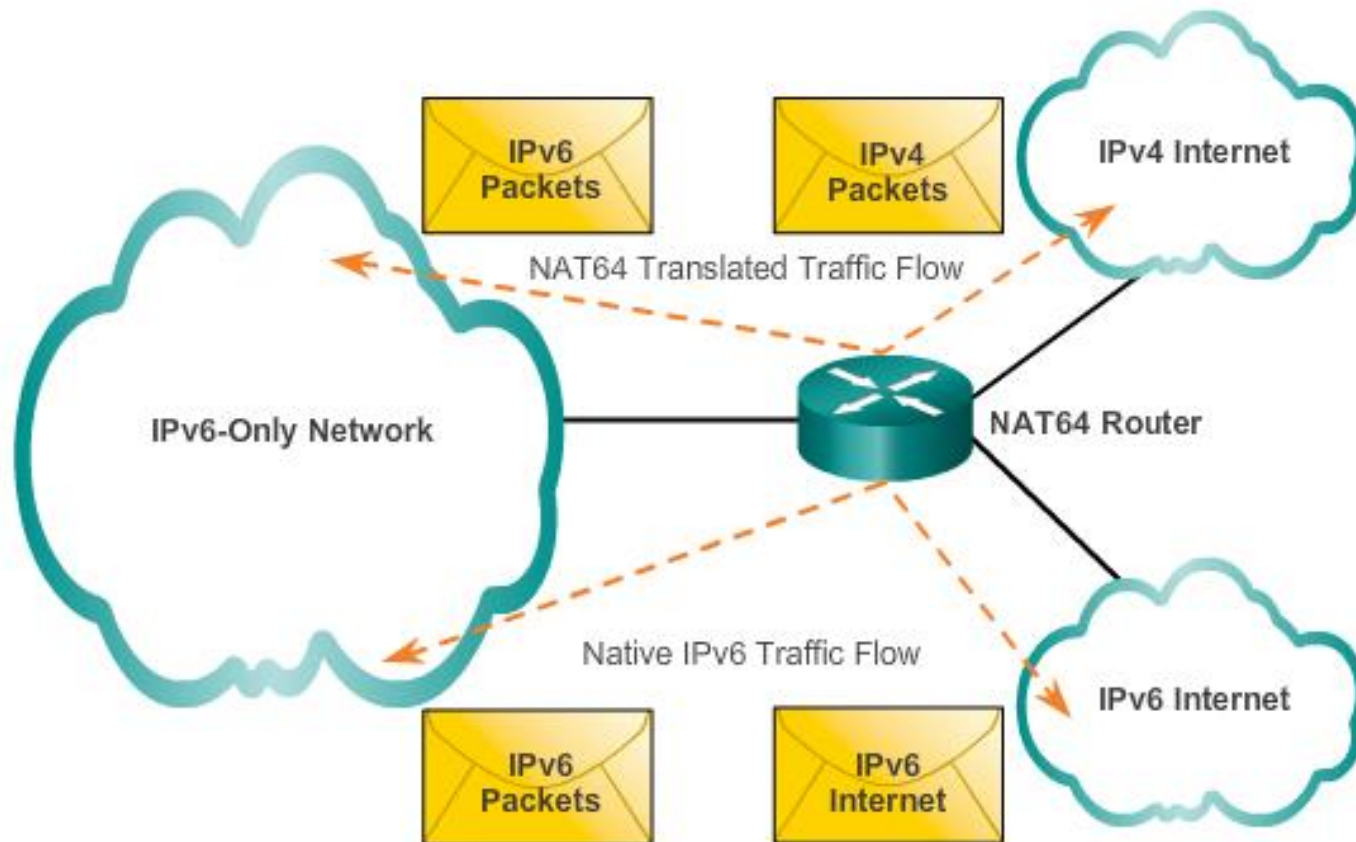 IPv6
Packets
IPv4
Packets
IPv4 Internet
NAT64 Translated Traffic Flow
IPv6-Only Network
NAT64 Router
Native IPv6 Traffic Flow
IPv6 Internet
IPv6
Packets
IPv6
Internet